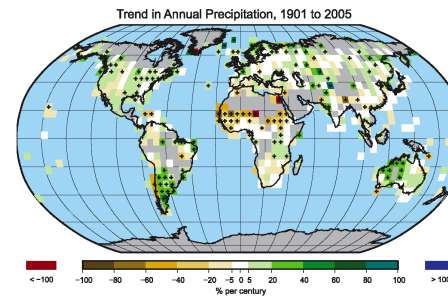 Trend in Annual Precipitation, 1901 to 2005
< −100 −100 −80 −60 −40 −20 −5 0 5 20 40 60 80 100 > 100
% per century